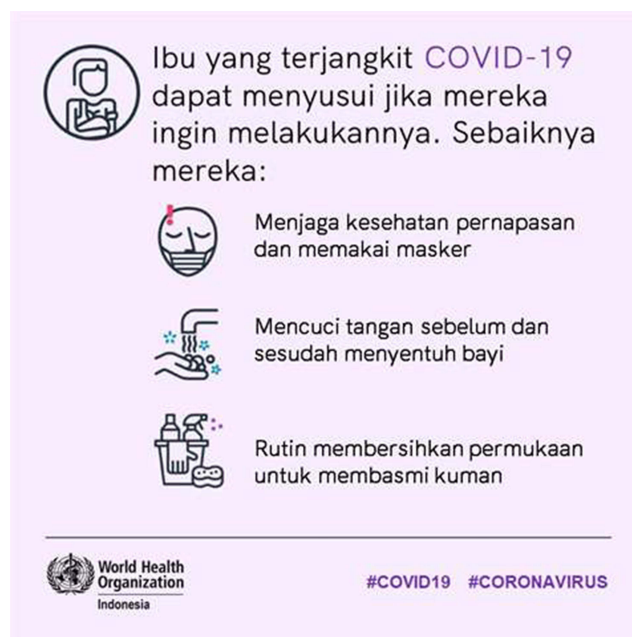 Ibu yang terjangkit COVID-19
dapat menyusui jika mereka
ingin melakukannya. Sebaiknya
mereka:
Menjaga kesehatan pernapasan
dan memakai masker
Mencuci tangan sebelum dan
sesudah menyentuh bayi
Rutin membersihkan permukaan
untuk membasmi kuman
World Health
Organization
Indonesia
#COVID19 #CORONAVIRUS